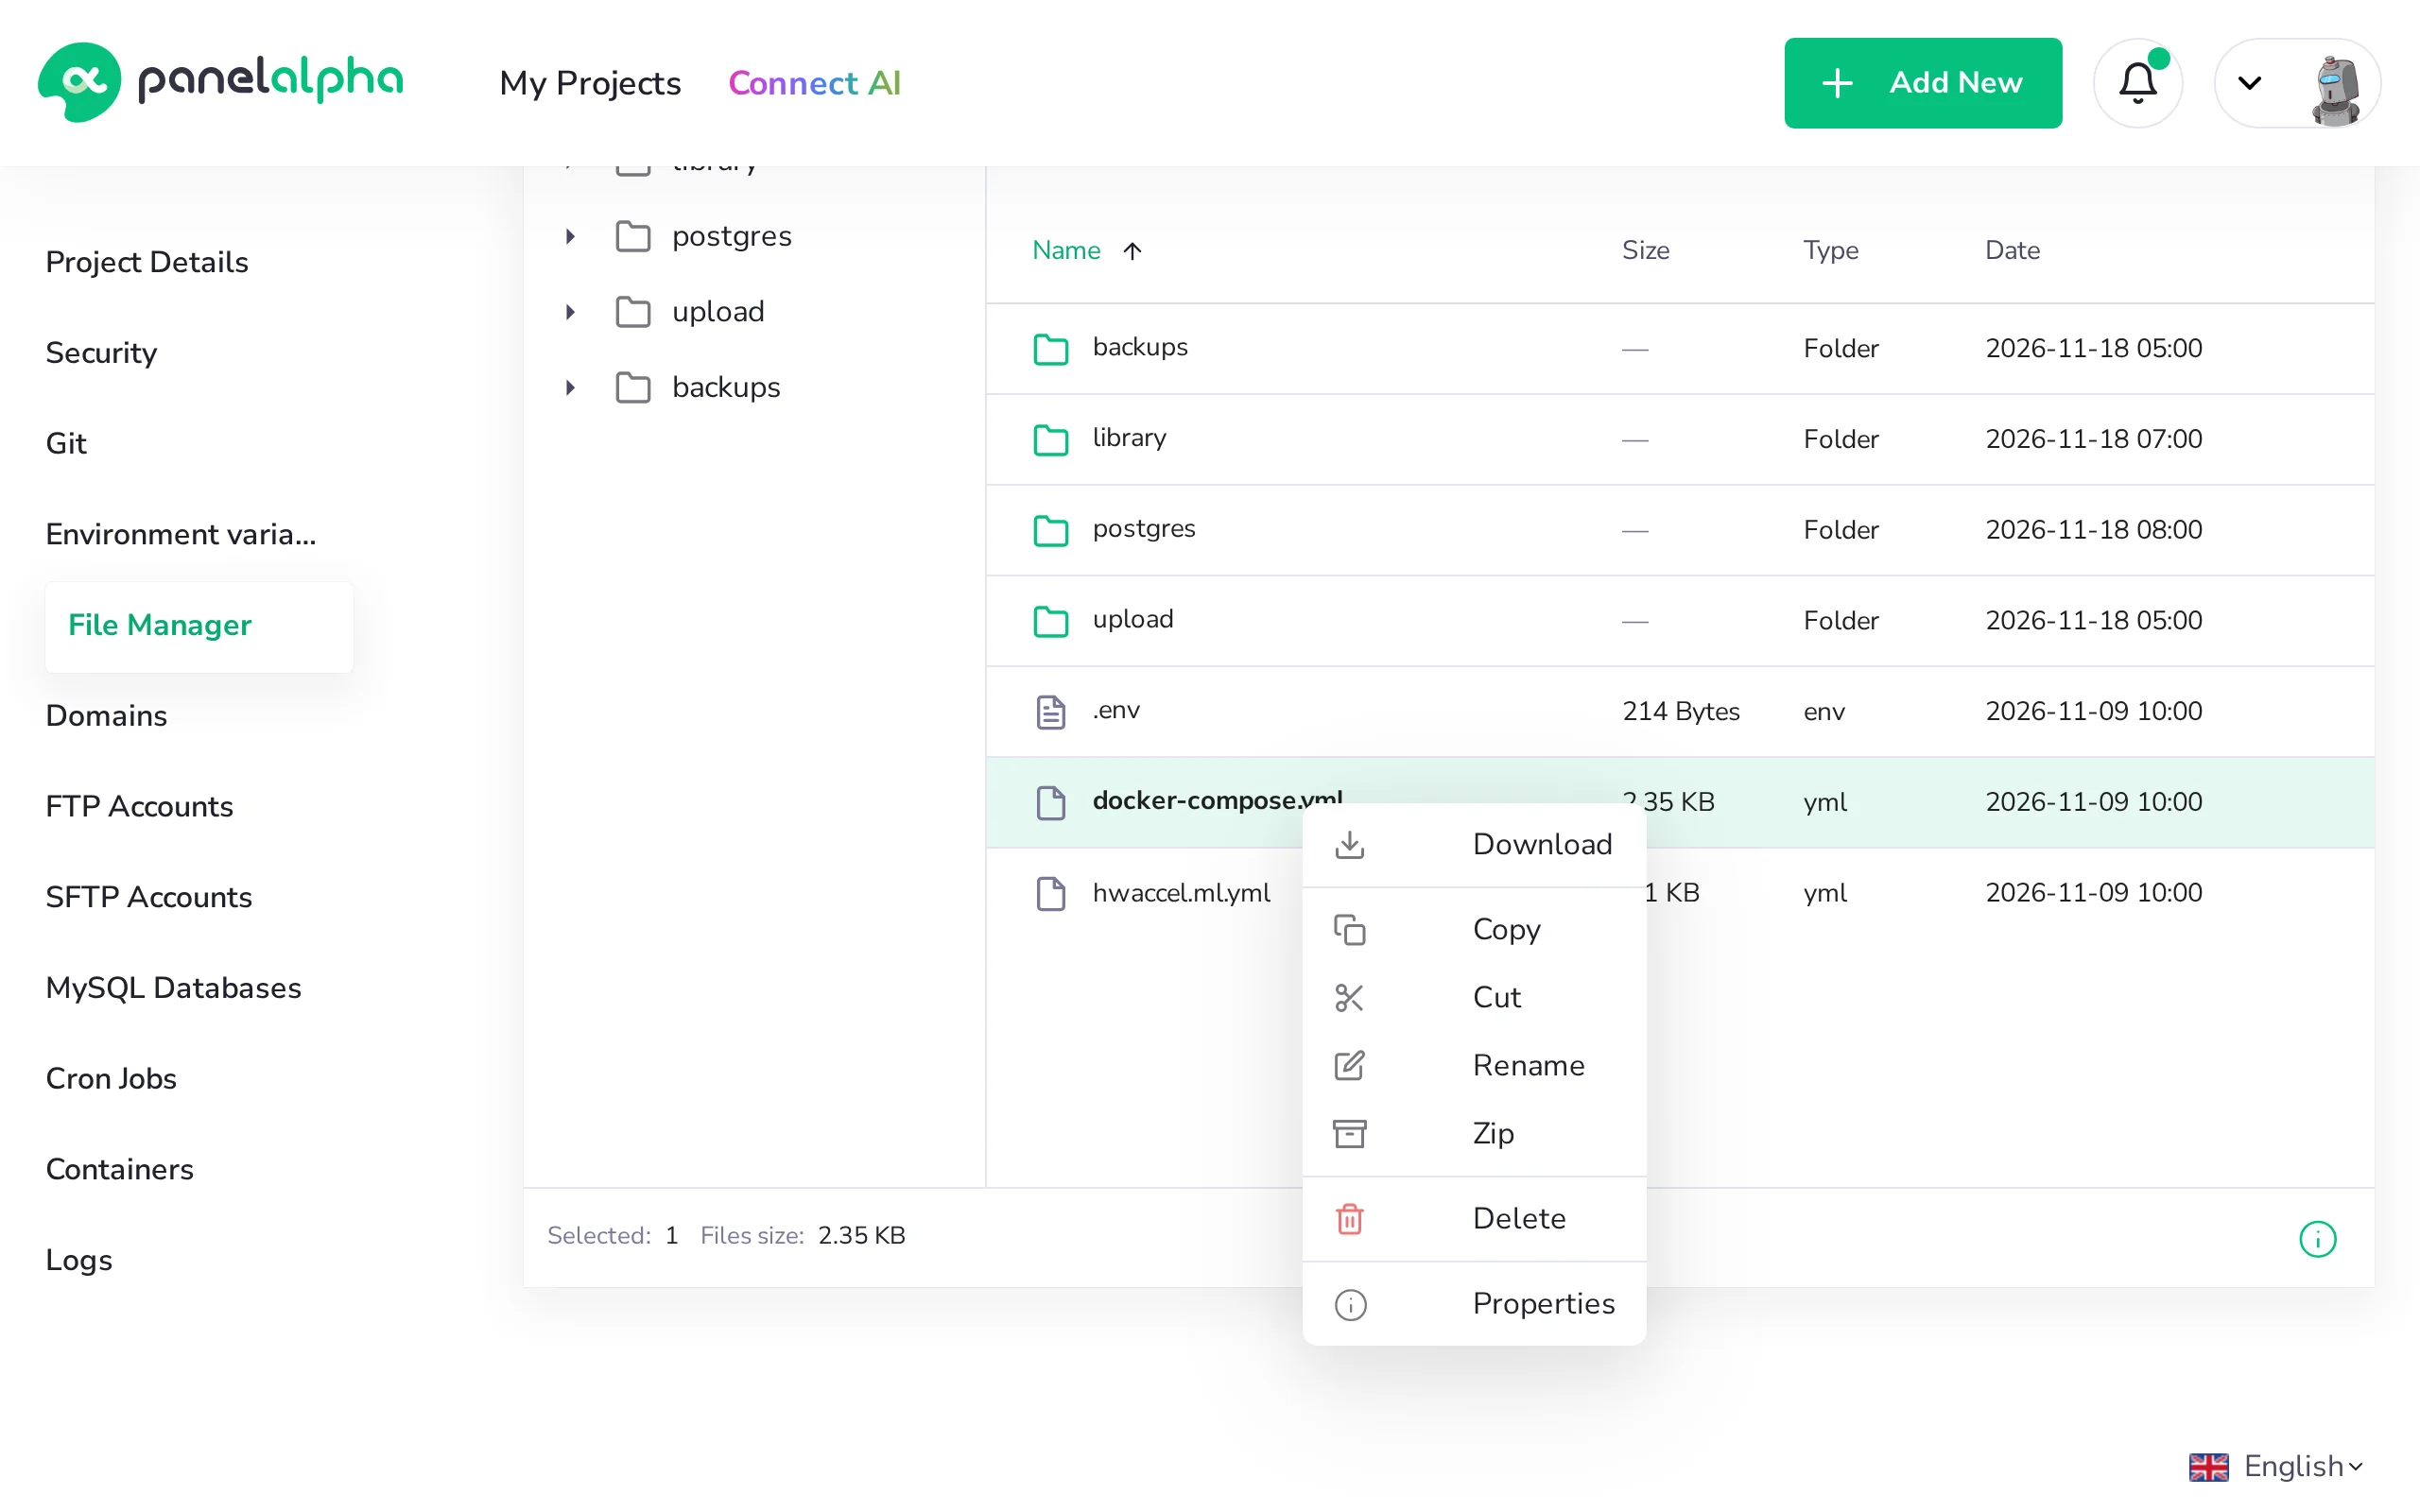 panelalpha
My Projects
Connect AI
Add New
Project Details
Security
Git
Environment varia...
File Manager
Domains
FTP Accounts
SFTP Accounts
MySQL Databases
Cron Jobs
Containers
Logs
library
postgres
upload
backups
Name Size Type Date
backups — Folder 2026-11-18 05:00
library — Folder 2026-11-18 07:00
postgres — Folder 2026-11-18 08:00
upload — Folder 2026-11-18 05:00
.env 214 Bytes env 2026-11-09 10:00
docker-compose.yml 2.35 KB yml 2026-11-09 10:00
hwaccel.ml.yml 1 KB yml 2026-11-09 10:00
Download
Copy
Cut
Rename
Zip
Delete
Properties
Selected: 1 Files size: 2.35 KB
English